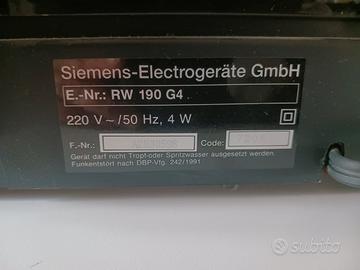 Siemens-Electrogeräte GmbH
E.-Nr.: RW 190 G4
220 V ~ /50 Hz, 4 W
F.-Nr.:
Code:
Gerät darf nicht Tropf-oder Spritzwasser ausgesetzt werden.
Funkentstört nach DBP-Vfg. 242/1991
subito